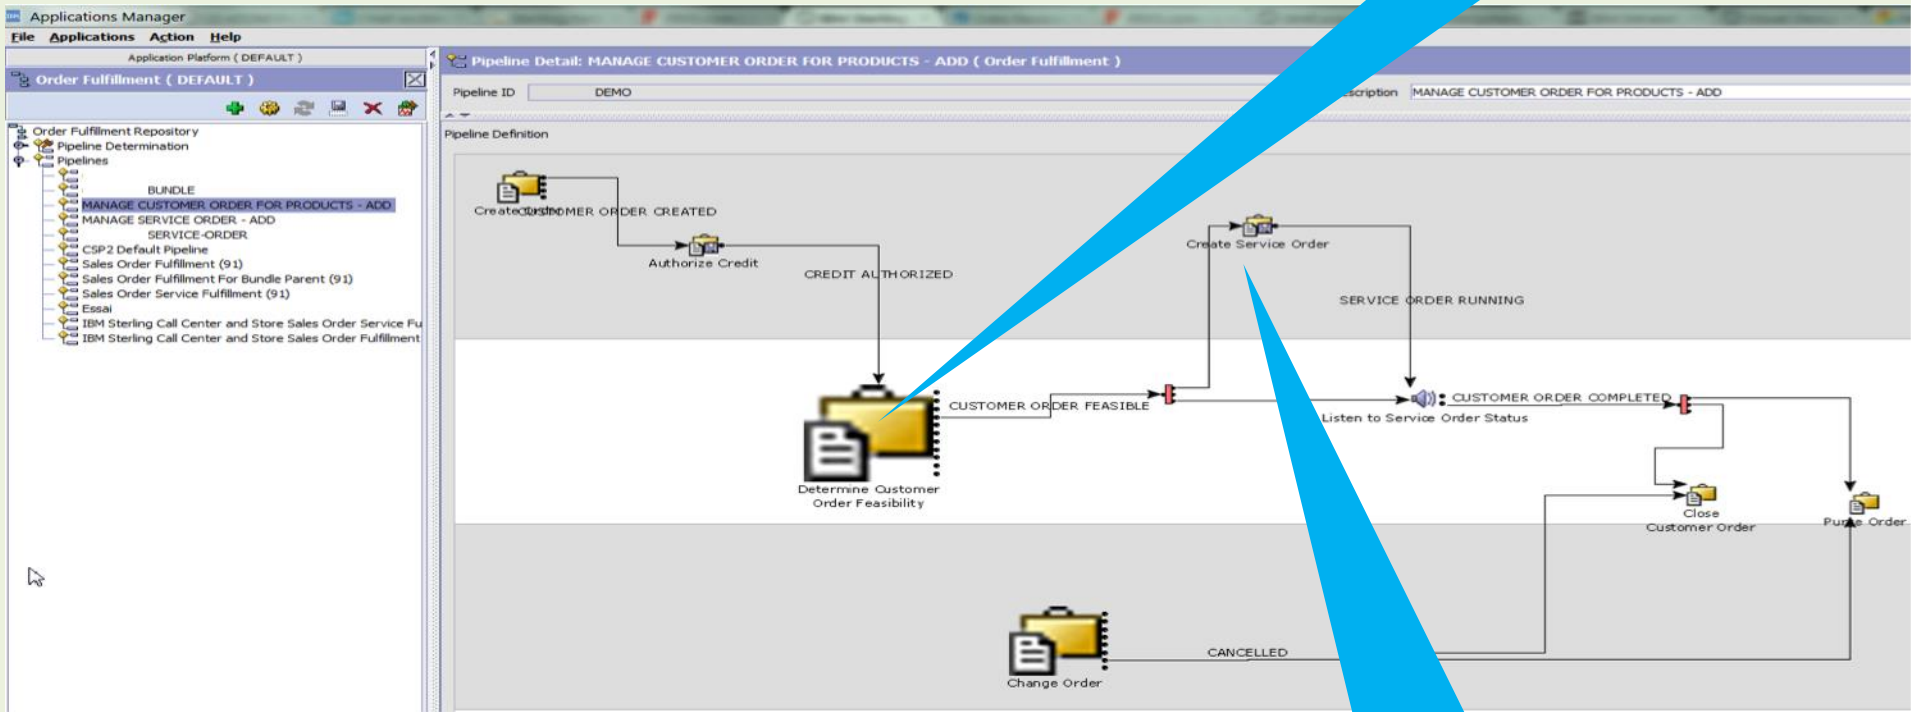 Applications Manager
File Applications Action Help
Application Platform ( DEFAULT )
Order Fulfillment ( DEFAULT )
Order Fulfillment Repository
Pipeline Determination
Pipelines
BUNDLE
MANAGE CUSTOMER ORDER FOR PRODUCTS - ADD
MANAGE SERVICE ORDER - ADD
SERVICE-ORDER
CSP2 Default Pipeline
Sales Order Fulfillment (91)
Sales Order Fulfillment For Bundle Parent (91)
Sales Order Service Fulfillment (91)
Essai
IBM Sterling Call Center and Store Sales Order Service Fu
IBM Sterling Call Center and Store Sales Order Fulfillment
Pipeline Detail: MANAGE CUSTOMER ORDER FOR PRODUCTS - ADD ( Order Fulfillment )
Pipeline ID DEMO
scription MANAGE CUSTOMER ORDER FOR PRODUCTS - ADD
Pipeline Definition
Create CUSTOMER ORDER CREATED
Authorize Credit
CREDIT AUTHORIZED
Create Service Order
SERVICE ORDER RUNNING
CUSTOMER ORDER FEASIBLE
CUSTOMER ORDER COMPLETED
Listen to Service Order Status
Determine Customer
Order Feasibility
Close
Customer Order
Purge Order
CANCELLED
Change Order